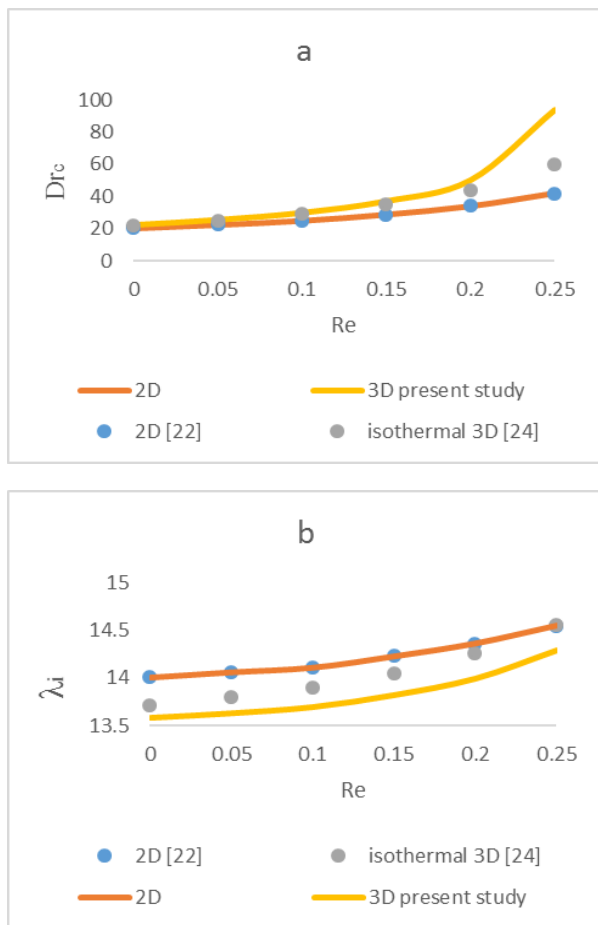 a
100
80
60
40
20
0
Drc
0 0.05 0.1 0.15 0.2 0.25
Re
2D 3D present study
2D [22] isothermal 3D [24]
b
15
14.5
14
13.5
λi
0 0.05 0.1 0.15 0.2 0.25
Re
2D [22] isothermal 3D [24]
2D 3D present study